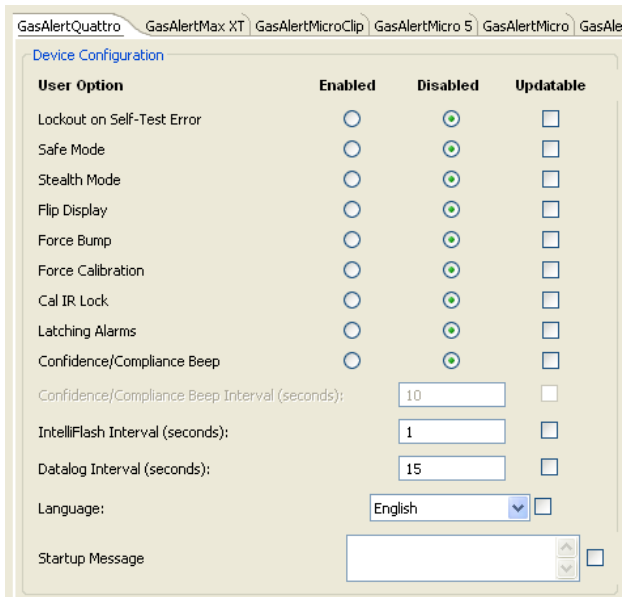 GasAlertQuattro GasAlertMax XT GasAlertMicroClip GasAlertMicro 5 GasAlertMicro GasAle
Device Configuration
User Option Enabled Disabled Updatable
Lockout on Self-Test Error
Safe Mode
Stealth Mode
Flip Display
Force Bump
Force Calibration
Cal IR Lock
Latching Alarms
Confidence/Compliance Beep
Confidence/Compliance Beep Interval (seconds): 10
IntelliFlash Interval (seconds): 1
Datalog Interval (seconds): 15
Language: English
Startup Message